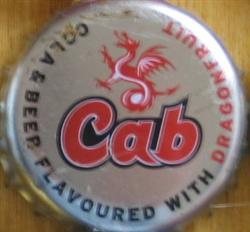 COLA & BEER FLAVOURED WITH DRAGONFRUIT
Cab